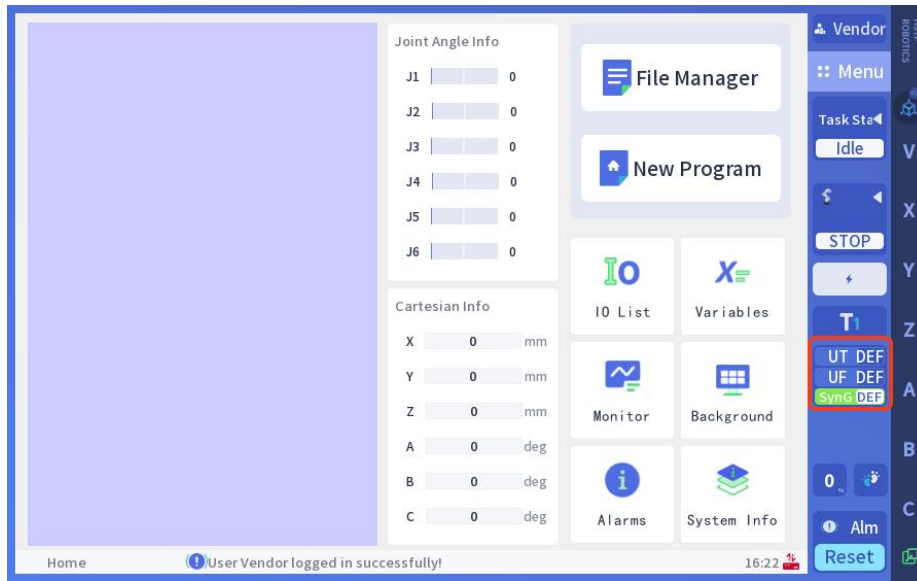 Joint Angle Info
J1 0
J2 0
J3 0
J4 0
J5 0
J6 0
Cartesian Info
X 0 mm
Y 0 mm
Z 0 mm
A 0 deg
B 0 deg
C 0 deg
File Manager
New Program
IO
IO List
X=
Variables
Monitor
Background
Alarms
System Info
Vendor
Menu
Task Sta
Idle
STOP
T1
UT DEF
UF DEF
SynG DEF
0
Alm
Reset
ROBOTICS
V
X
Y
Z
A
B
C
Home
User Vendor logged in successfully!
16:22